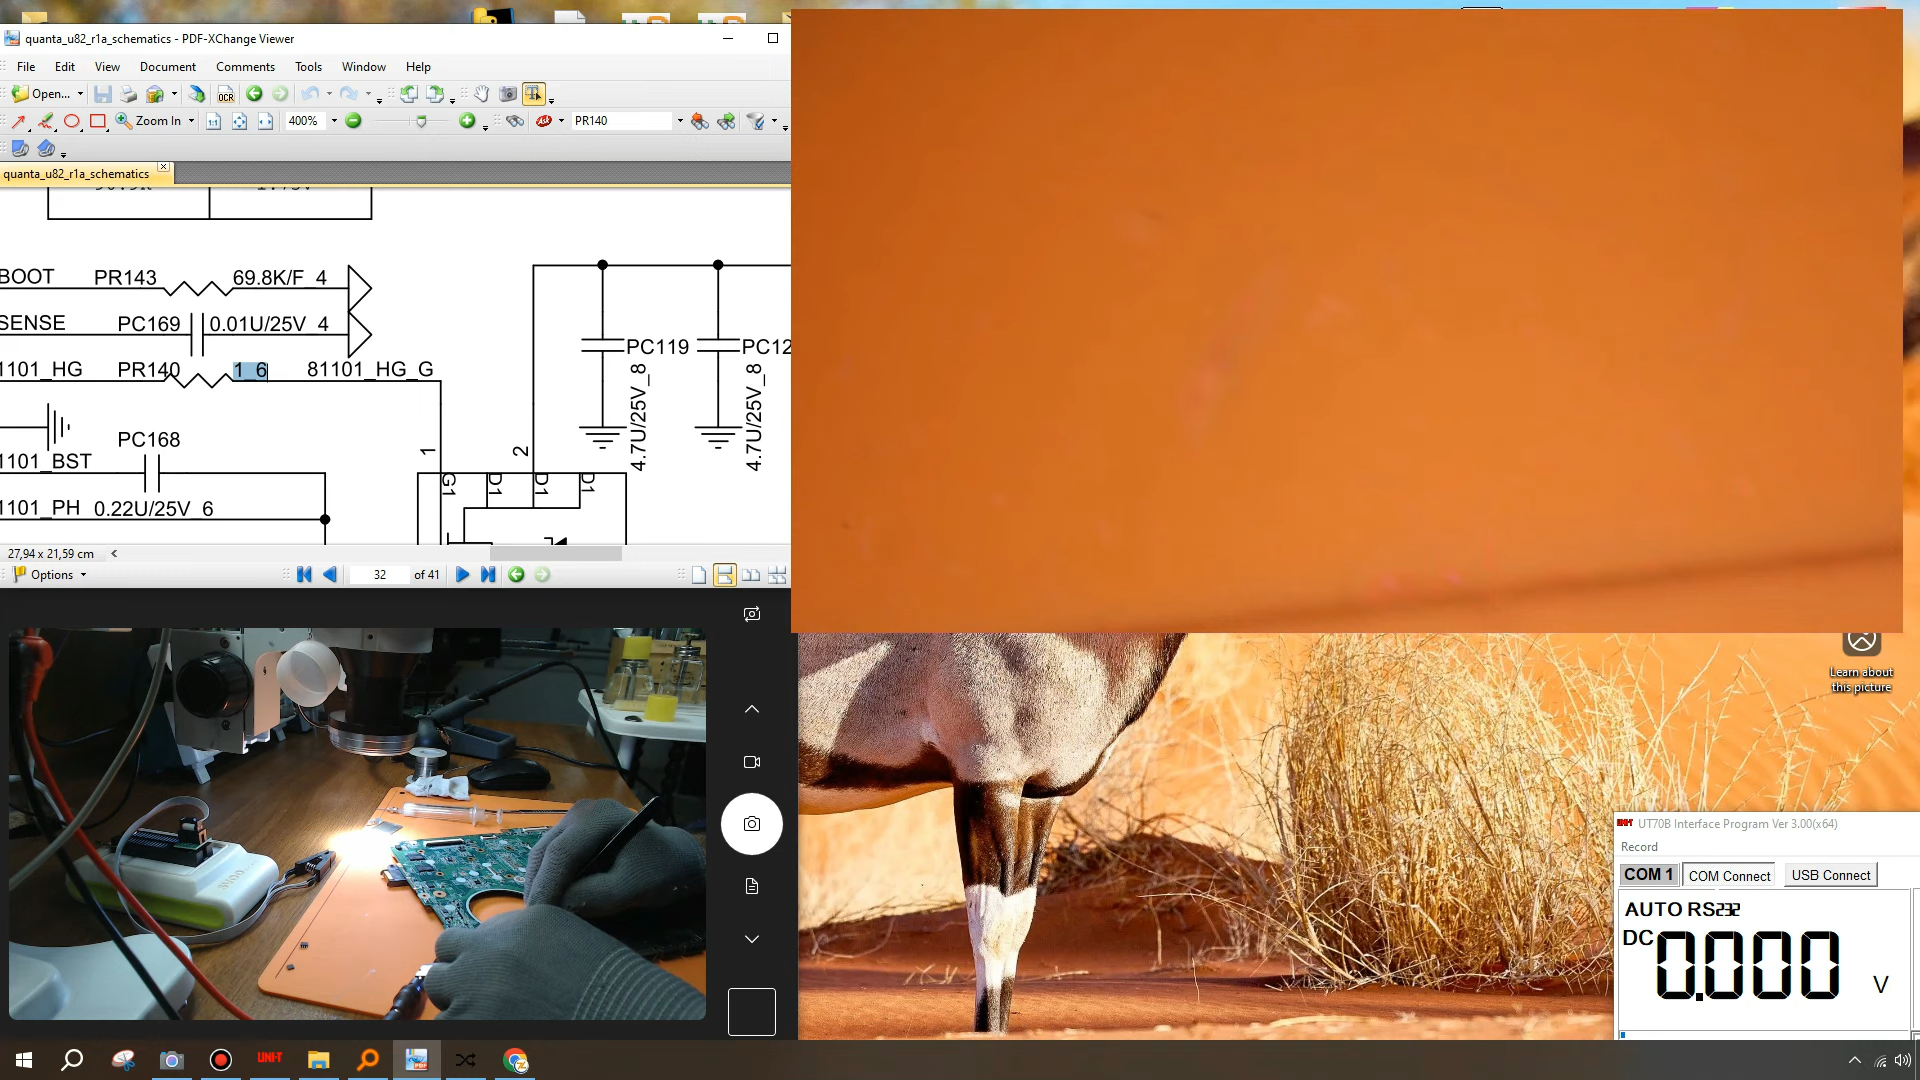 quanta_u82_r1a_schematics - PDF-XChange Viewer
File Edit View Document Comments Tools Window Help
Open...
OCR
Zoom In
400%
PR140
quanta_u82_r1a_schematics
BOOT PR143 69.8K/F_4
SENSE PC169 0.01U/25V_4
1101_HG PR140 1_6 81101_HG_G
PC119 PC12
4.7U/25V_8 4.7U/25V_8
PC168
1101_BST
1101_PH 0.22U/25V_6
1 2
G1 D1 D1 D1
27,94 x 21,59 cm
Options 32 of 41
Learn about
this picture
UT70B Interface Program Ver 3.00(x64)
Record
COM 1 COM Connect USB Connect
AUTO RS232
DC 0.000 V
UNI-T
PDF